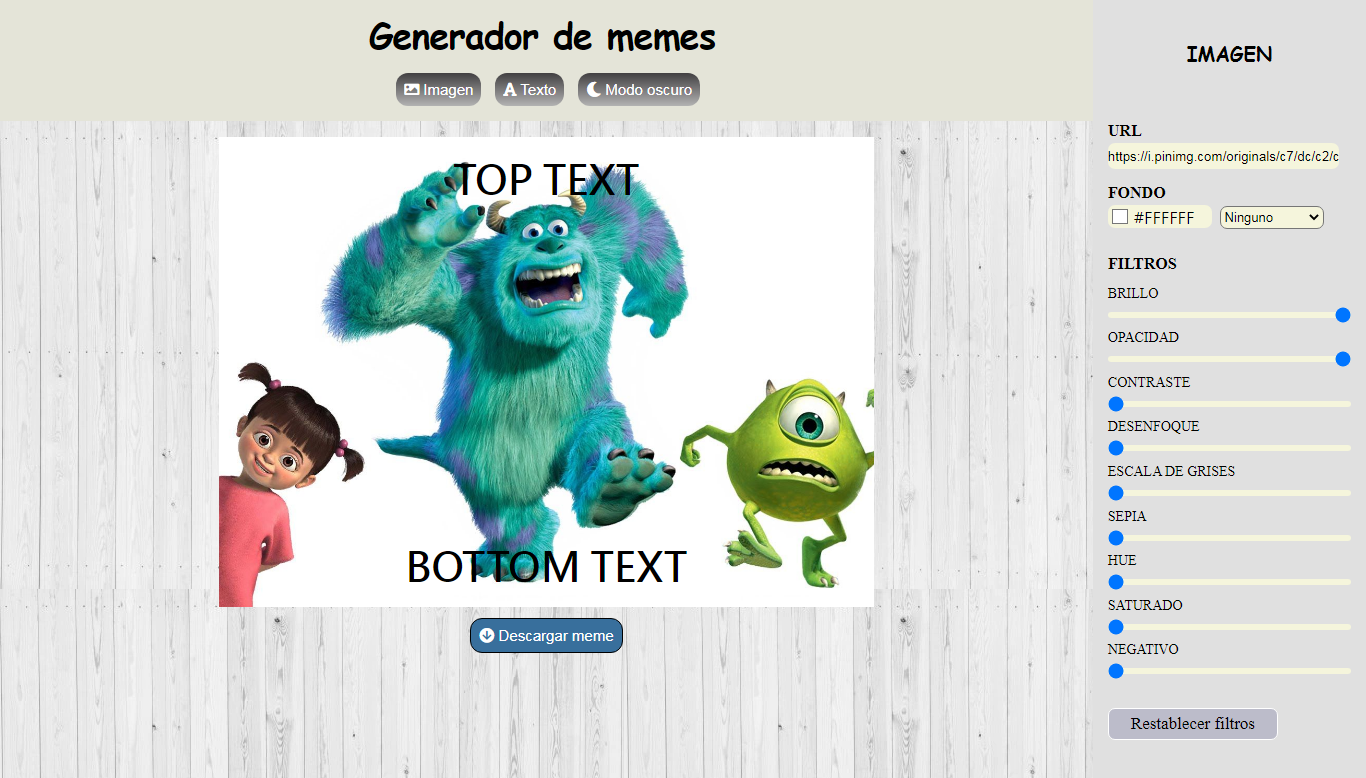 Generador de memes
Imagen
Texto
Modo oscuro
TOP TEXT
BOTTOM TEXT
Descargar meme
IMAGEN
URL
https://i.pinimg.com/originals/c7/dc/c2/c
FONDO
#FFFFFF
Ninguno
FILTROS
BRILLO
OPACIDAD
CONTRASTE
DESENFOQUE
ESCALA DE GRISES
SEPIA
HUE
SATURADO
NEGATIVO
Restablecer filtros